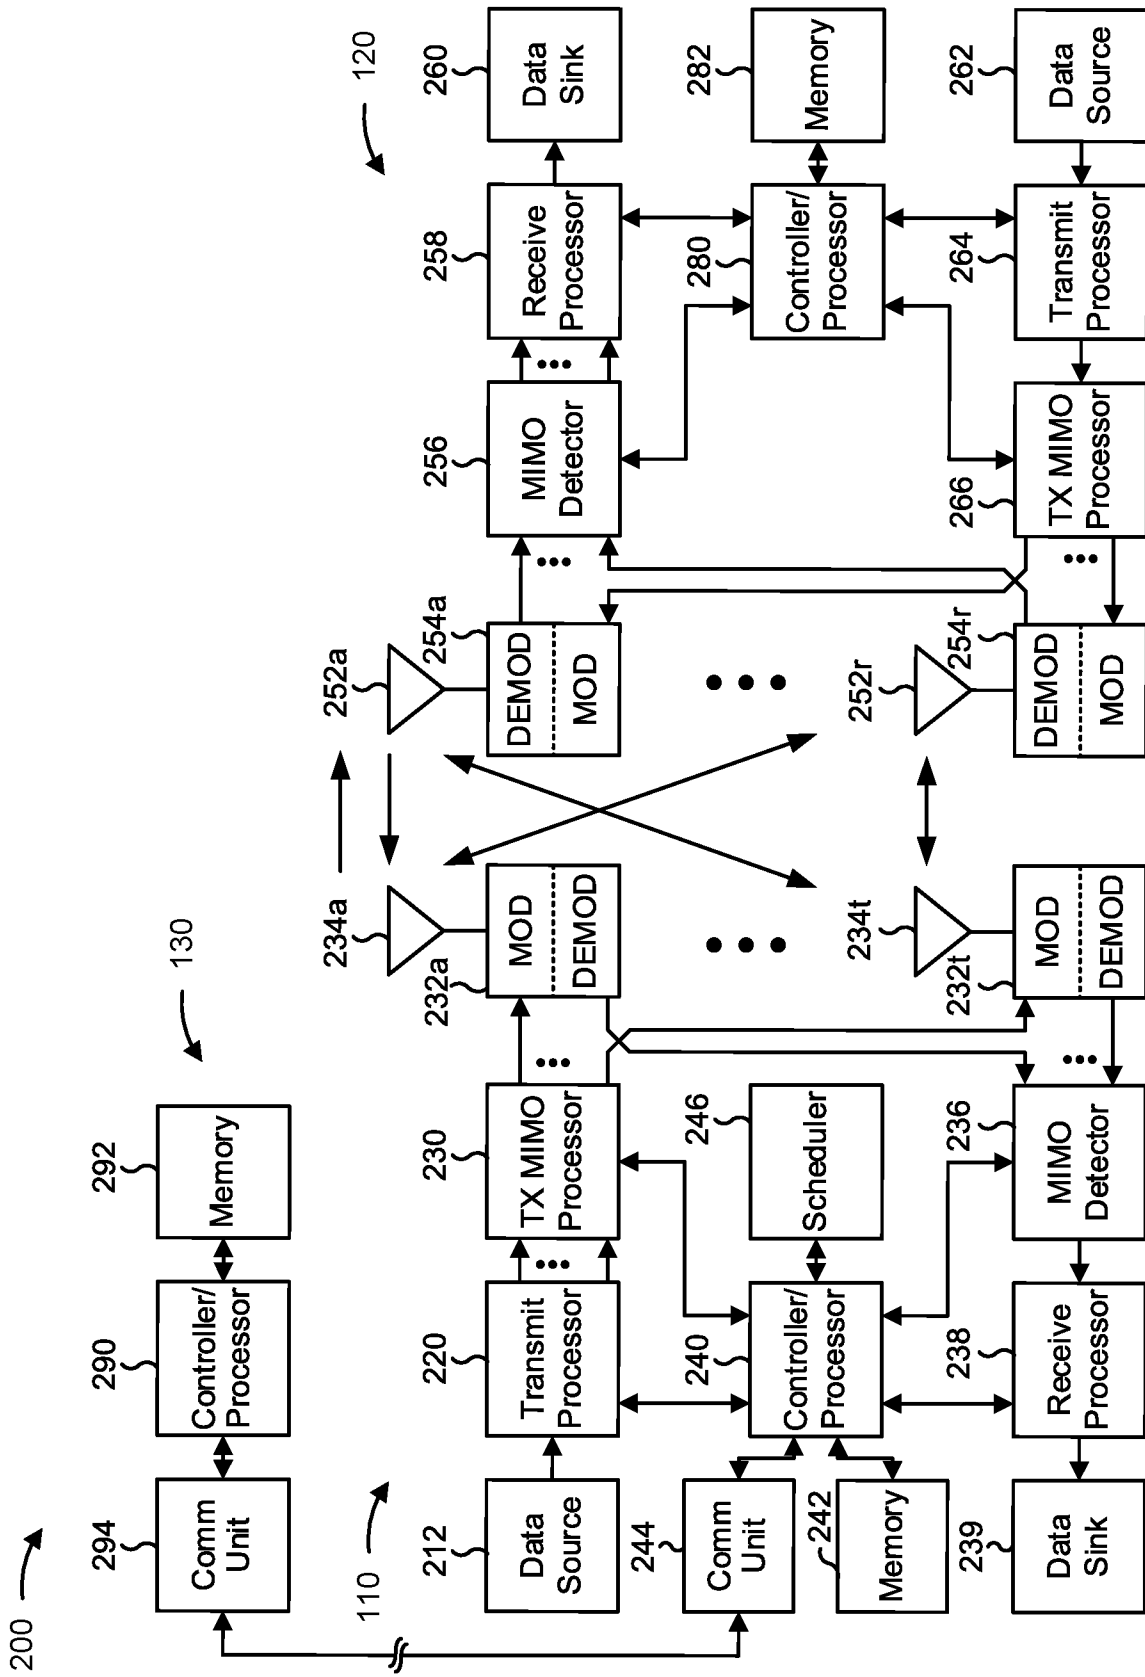 200
130
294
290
292
Comm
Unit
Controller/
Processor
Memory
110
120
212
220
230
232a
234a
252a
254a
256
258
260
Data
Source
Transmit
Processor
TX MIMO
Processor
MOD
DEMOD
DEMOD
MOD
MIMO
Detector
Receive
Processor
Data
Sink
244
240
246
280
282
Comm
Unit
Controller/
Processor
Scheduler
Controller/
Processor
Memory
242
Memory
239
238
236
232t
234t
252r
254r
266
264
262
Data
Sink
Receive
Processor
MIMO
Detector
MOD
DEMOD
DEMOD
MOD
TX MIMO
Processor
Transmit
Processor
Data
Source